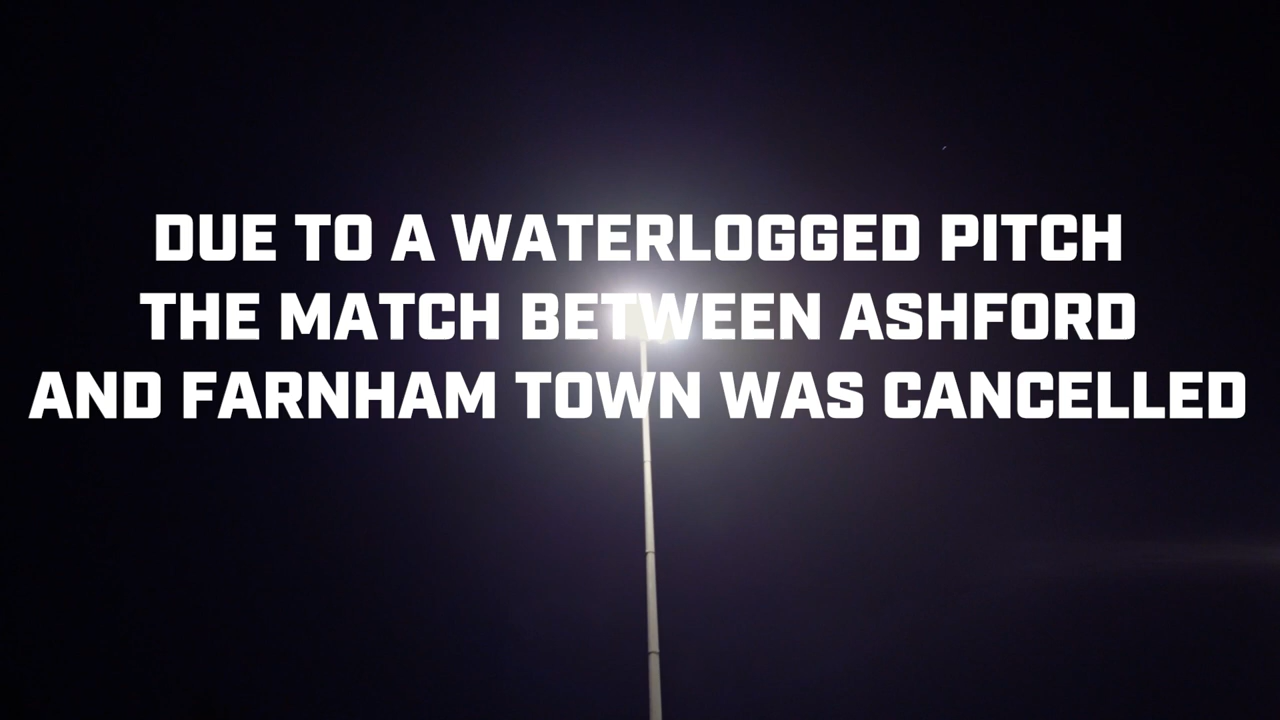 DUE TO A WATERLOGGED PITCH
THE MATCH BETWEEN ASHFORD
AND FARNHAM TOWN WAS CANCELLED